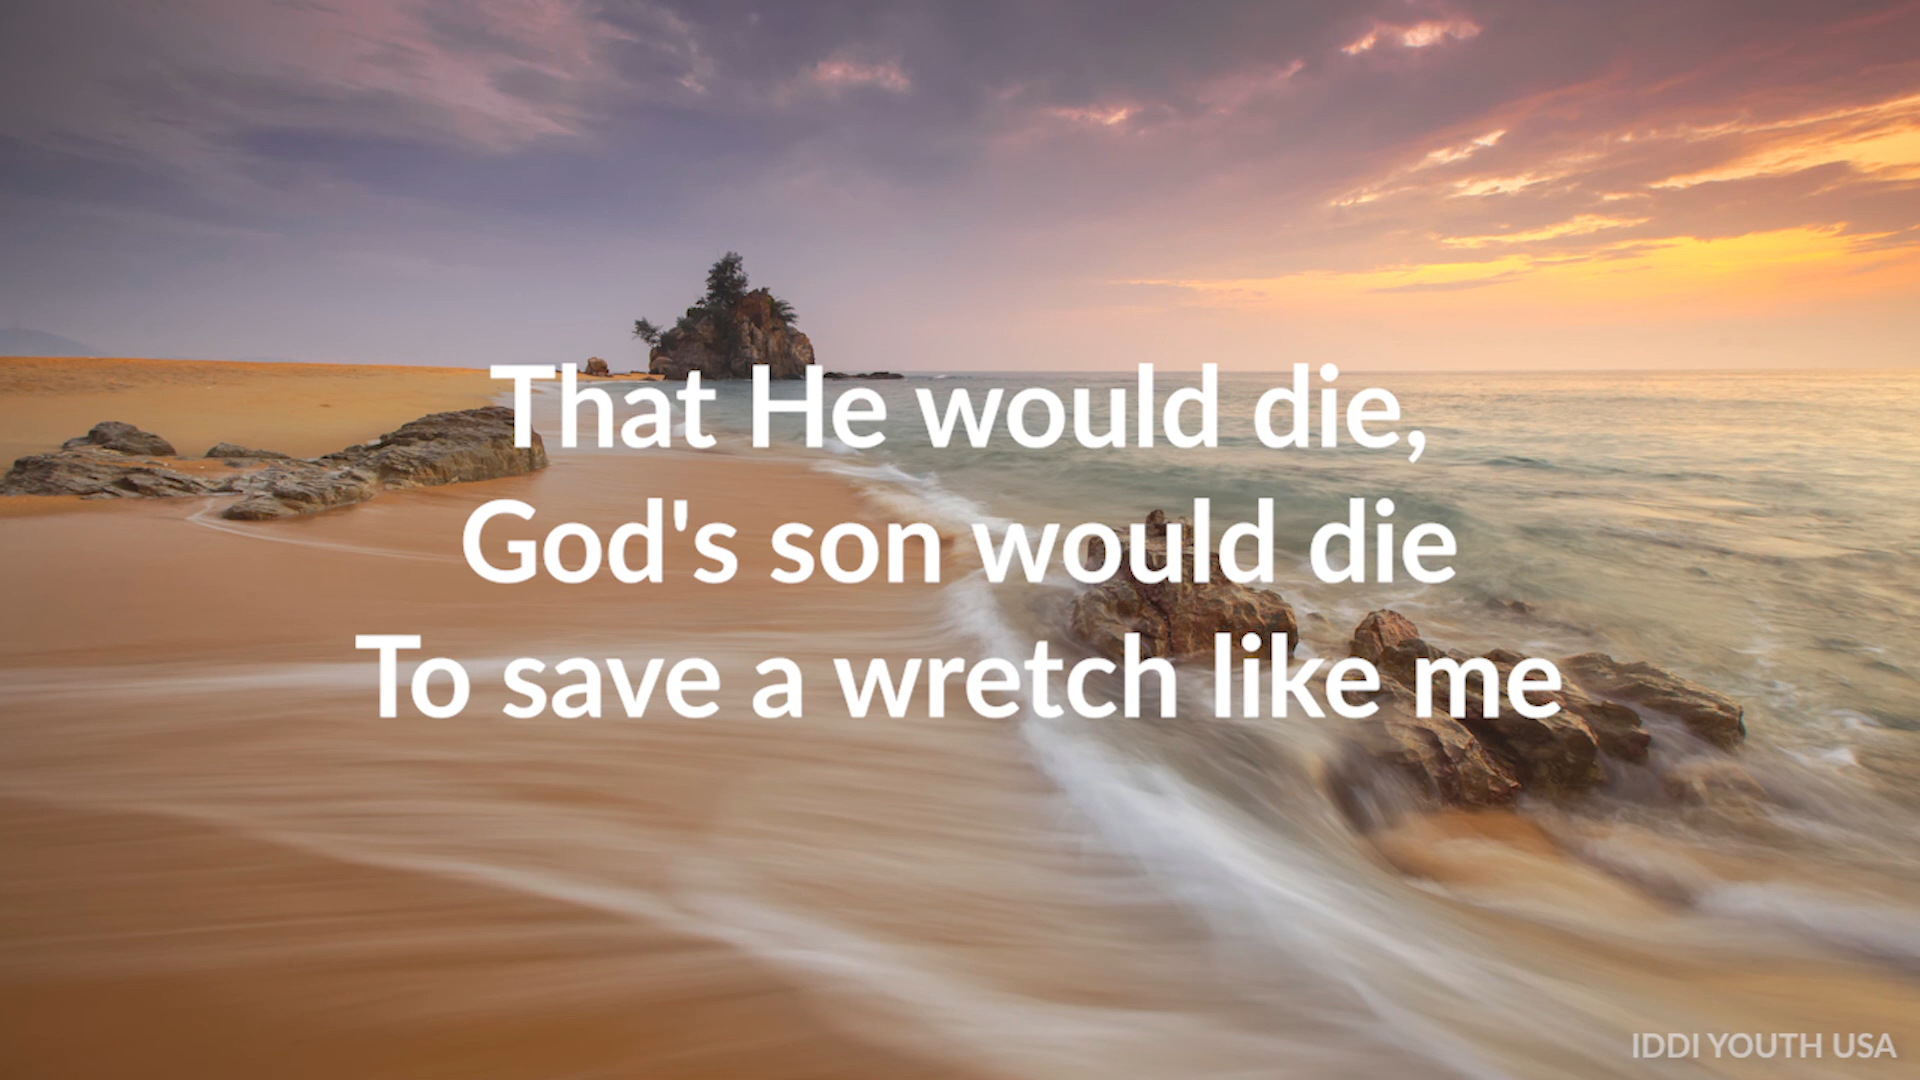 That He would die,
God's son would die
To save a wretch like me
IDDI YOUTH USA